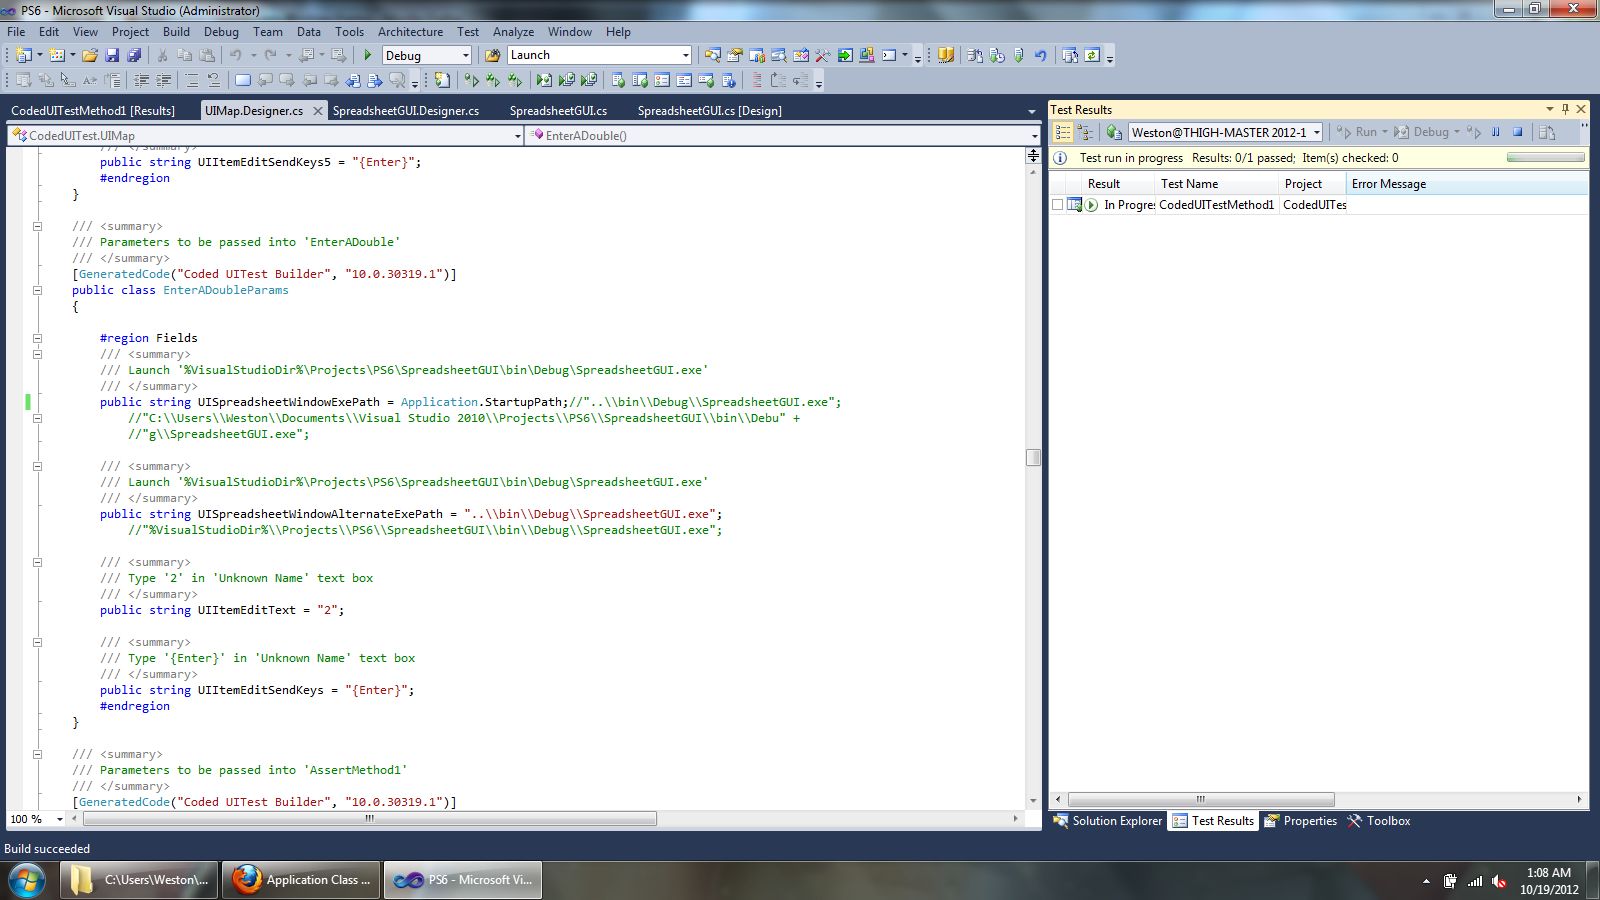 PS6 - Microsoft Visual Studio (Administrator)
File Edit View Project Build Debug Team Data Tools Architecture Test Analyze Window Help
Debug Launch
CodedUITestMethod1 [Results] UIMap.Designer.cs SpreadsheetGUI.Designer.cs SpreadsheetGUI.cs SpreadsheetGUI.cs [Design]
CodedUITest.UIMap EnterADouble()
/// </summary>
public string UIItemEditSendKeys5 = "{Enter}";
#endregion
}
/// <summary>
/// Parameters to be passed into 'EnterADouble'
/// </summary>
[GeneratedCode("Coded UITest Builder", "10.0.30319.1")]
public class EnterADoubleParams
{
#region Fields
/// <summary>
/// Launch '%VisualStudioDir%\Projects\PS6\SpreadsheetGUI\bin\Debug\SpreadsheetGUI.exe'
/// </summary>
public string UISpreadsheetWindowExePath = Application.StartupPath;//"..\\bin\\Debug\\SpreadsheetGUI.exe";
//"C:\\Users\\Weston\\Documents\\Visual Studio 2010\\Projects\\PS6\\SpreadsheetGUI\\bin\\Debu" +
//"g\\SpreadsheetGUI.exe";
/// <summary>
/// Launch '%VisualStudioDir%\Projects\PS6\SpreadsheetGUI\bin\Debug\SpreadsheetGUI.exe'
/// </summary>
public string UISpreadsheetWindowAlternateExePath = "..\\bin\\Debug\\SpreadsheetGUI.exe";
//"%VisualStudioDir%\\Projects\\PS6\\SpreadsheetGUI\\bin\\Debug\\SpreadsheetGUI.exe";
/// <summary>
/// Type '2' in 'Unknown Name' text box
/// </summary>
public string UIItemEditText = "2";
/// <summary>
/// Type '{Enter}' in 'Unknown Name' text box
/// </summary>
public string UIItemEditSendKeys = "{Enter}";
#endregion
}
/// <summary>
/// Parameters to be passed into 'AssertMethod1'
/// </summary>
[GeneratedCode("Coded UITest Builder", "10.0.30319.1")]
100 %
Test Results
Weston@THIGH-MASTER 2012-1 Run Debug
Test run in progress Results: 0/1 passed; Item(s) checked: 0
Result Test Name Project Error Message
In Progre CodedUITestMethod1 CodedUITes
Solution Explorer Test Results Properties Toolbox
Build succeeded
C:\Users\Weston\... Application Class ... PS6 - Microsoft Vi...
1:08 AM
10/19/2012